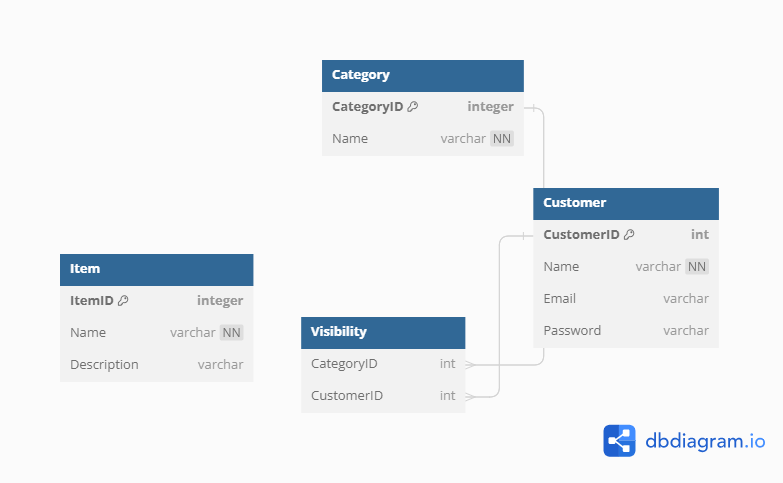 Category
CategoryID integer
Name varchar NN
Customer
CustomerID int
Name varchar NN
Email varchar
Password varchar
Item
ItemID integer
Name varchar NN
Description varchar
Visibility
CategoryID int
CustomerID int
dbdiagram.io